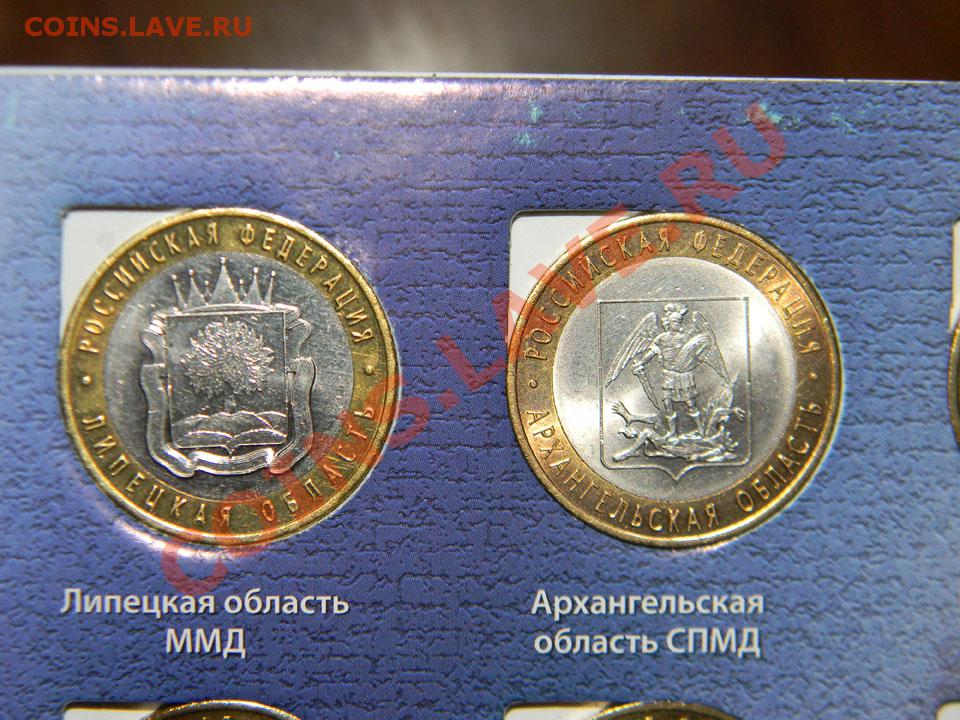 COINS.LAVE.RU
COINS.LAVE.RU
РОССИЙСКАЯ ФЕДЕРАЦИЯ
ЛИПЕЦКАЯ ОБЛАСТЬ
РОССИЙСКАЯ ФЕДЕРАЦИЯ
АРХАНГЕЛЬСКАЯ ОБЛАСТЬ
Липецкая область
ММД
Архангельская
область СПМД